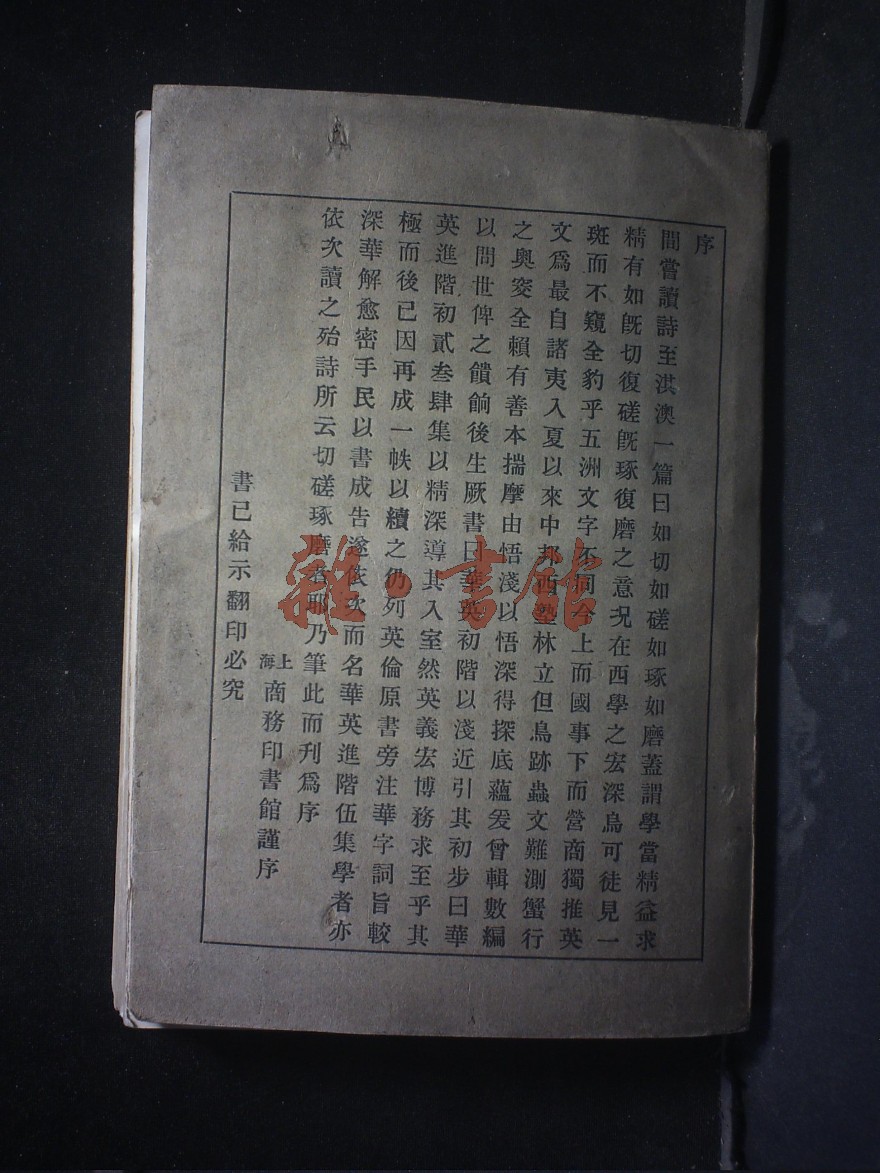 序
間嘗讀詩至淇澳一篇曰如切如磋如琢如磨蓋謂學當精益求
精有如旣切復磋旣琢復磨之意况在西學之宏深烏可徒見一
斑而不窺全豹乎五洲文字不同今上而國事下而營商獨推英
文爲最自諸夷入夏以來中邦西塾林立但鳥跡蟲文難測蟹行
之奧窔全賴有善本揣摩由悟淺以悟深得探底蘊爰曾輯數編
以問世俾之饋餉後生厥書曰華英初階以淺近引其初步曰華
英進階初貳叁肆集以精深導其入室然英義宏博務求至乎其
極而後已因再成一帙以續之仍列英倫原書旁注華字詞旨較
深華解愈密手民以書成告遂依次而名華英進階伍集學者亦
依次讀之殆詩所云切磋琢磨者耶乃筆此而刊爲序
上海商務印書館謹序
書已給示翻印必究
雜·書館